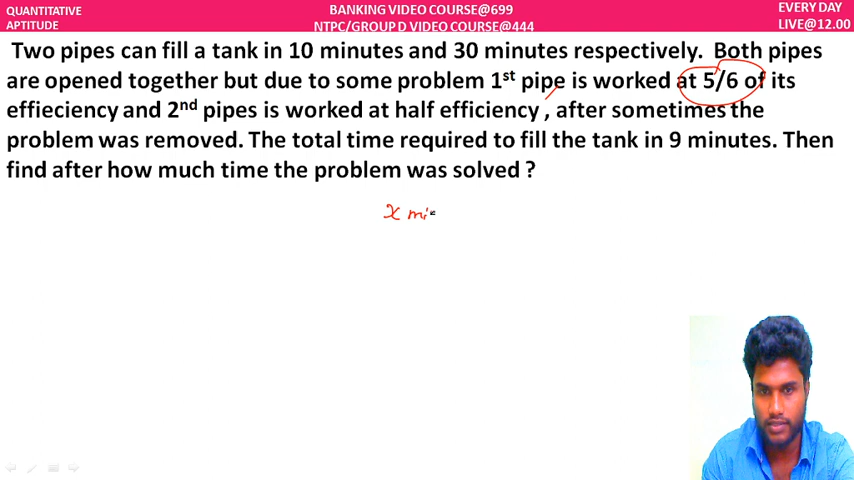 QUANTITATIVE
APTITUDE
BANKING VIDEO COURSE@699
NTPC/GROUP D VIDEO COURSE@444
EVERY DAY
LIVE@12.00
Two pipes can fill a tank in 10 minutes and 30 minutes respectively. Both pipes
are opened together but due to some problem 1st pipe is worked at 5/6 of its
effieciency and 2nd pipes is worked at half efficiency , after sometimes the
problem was removed. The total time required to fill the tank in 9 minutes. Then
find after how much time the problem was solved ?
x mi